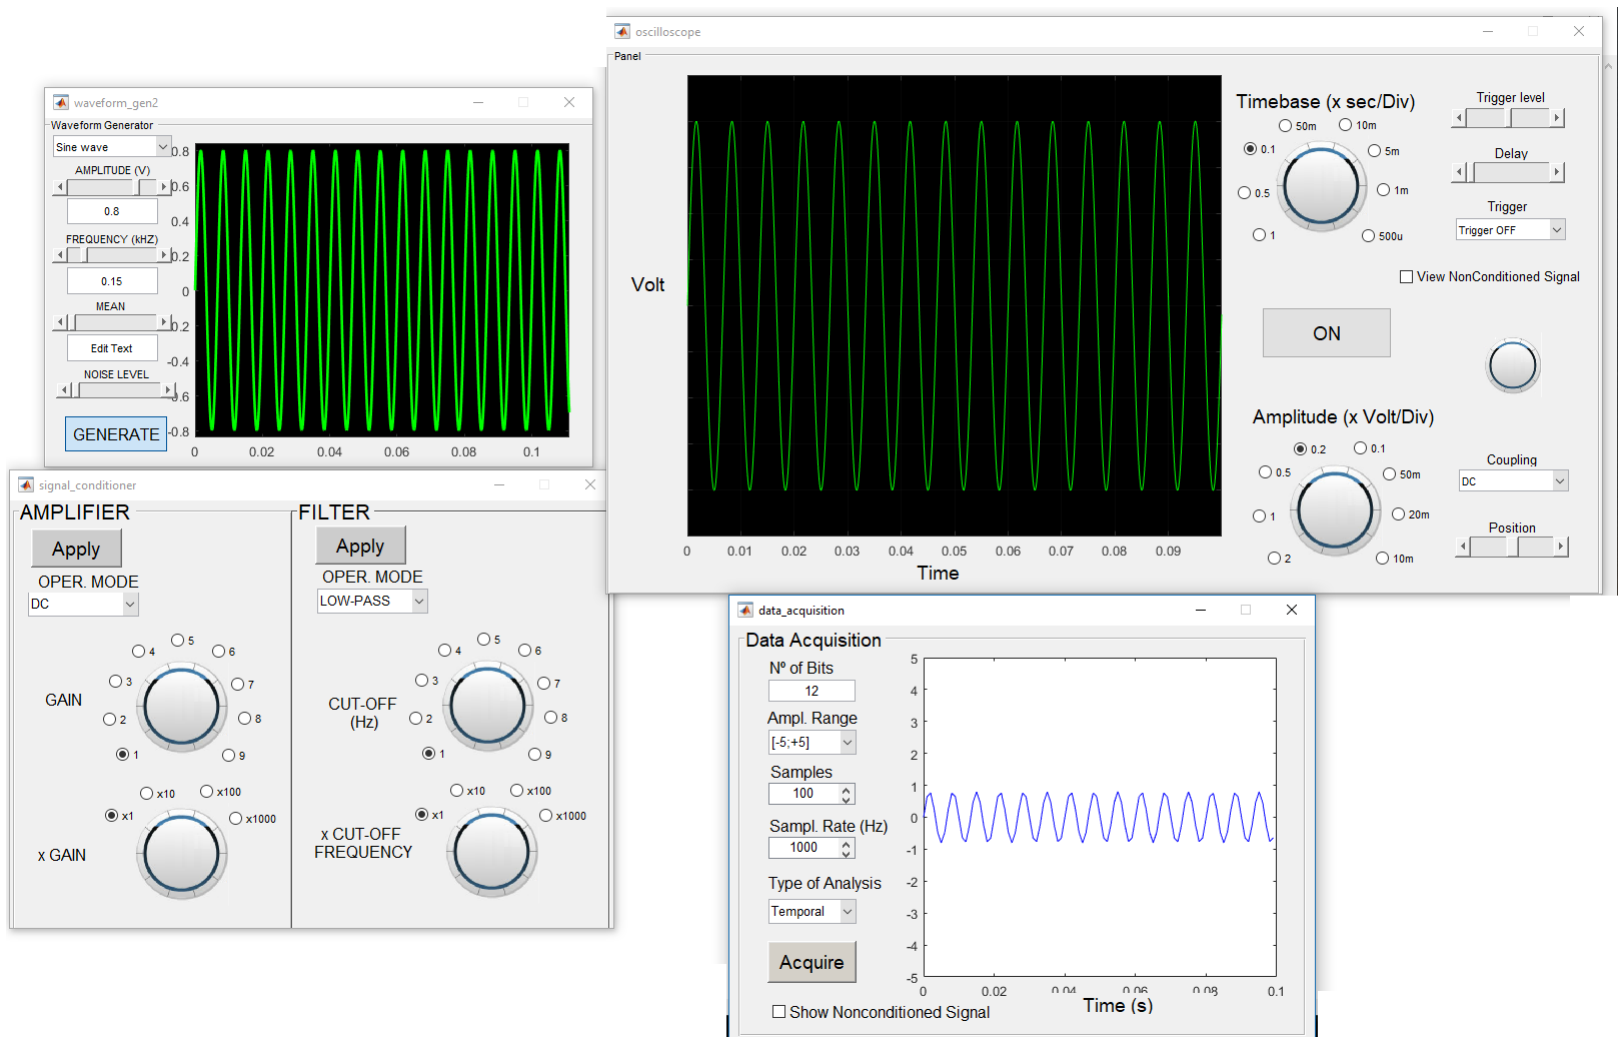 waveform_gen2
Waveform Generator
Sine wave
AMPLITUDE (V)
0.8
FREQUENCY (kHZ)
0.15
MEAN
Edit Text
NOISE LEVEL
GENERATE
0.8
0.6
0.4
0.2
0
0.2
-0.4
0.6
-0.8
0 0.02 0.04 0.06 0.08 0.1
oscilloscope
Panel
Volt
0 0.01 0.02 0.03 0.04 0.05 0.06 0.07 0.08 0.09
Time
Timebase (x sec/Div)
50m 10m
0.1 5m
0.5 1m
1 500u
Trigger level
Delay
Trigger
Trigger OFF
View NonConditioned Signal
ON
Amplitude (x Volt/Div)
0.2 0.1
0.5 50m
1 20m
2 10m
Coupling
DC
Position
signal_conditioner
AMPLIFIER
Apply
OPER. MODE
DC
GAIN
1 2 3 4 5 6 7 8 9
x GAIN
x1 x10 x100 x1000
FILTER
Apply
OPER. MODE
LOW-PASS
CUT-OFF
(Hz)
1 2 3 4 5 6 7 8 9
x CUT-OFF
FREQUENCY
x1 x10 x100 x1000
data_acquisition
Data Acquisition
Nº of Bits
12
Ampl. Range
[-5;+5]
Samples
100
Sampl. Rate (Hz)
1000
Type of Analysis
Temporal
Acquire
Show Nonconditioned Signal
5
4
3
2
1
0
-1
-2
-3
-4
-5
0 0.02 0.04 0.06 0.08 0.1
Time (s)